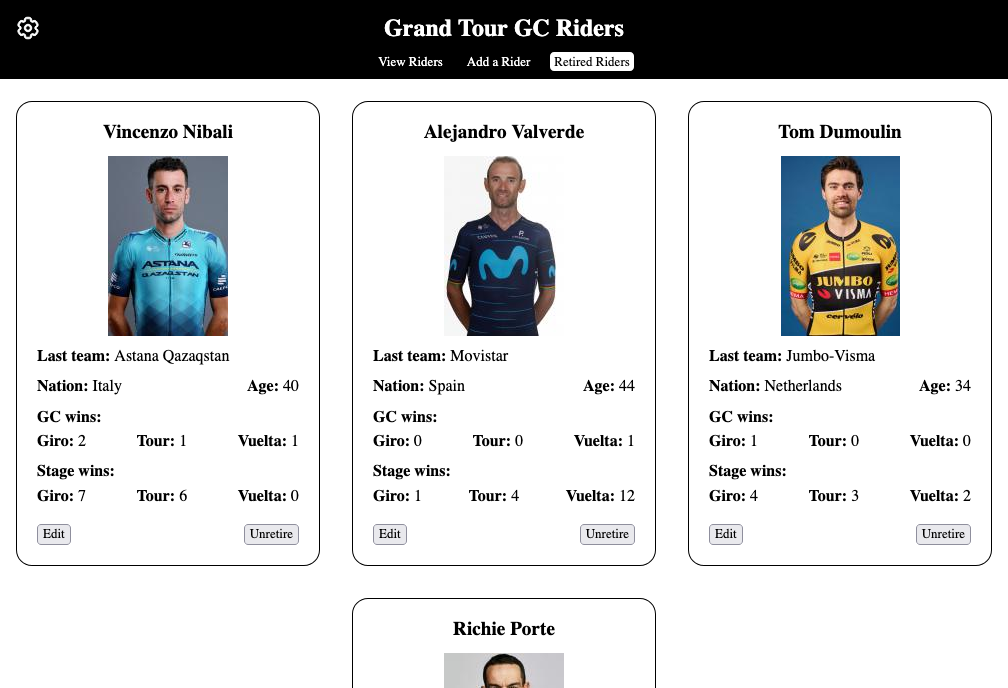 Grand Tour GC Riders
View Riders Add a Rider Retired Riders
Vincenzo Nibali Alejandro Valverde Tom Dumoulin
ASTANA
QAZAQSTAN
JUMBO
VISMA
cervélo
Last team: Astana Qazaqstan Last team: Movistar Last team: Jumbo-Visma
Nation: Italy Age: 40 Nation: Spain Age: 44 Nation: Netherlands Age: 34
GC wins: GC wins: GC wins:
Giro: 2 Tour: 1 Vuelta: 1 Giro: 0 Tour: 0 Vuelta: 1 Giro: 1 Tour: 0 Vuelta: 0
Stage wins: Stage wins: Stage wins:
Giro: 7 Tour: 6 Vuelta: 0 Giro: 1 Tour: 4 Vuelta: 12 Giro: 4 Tour: 3 Vuelta: 2
Edit Unretire Edit Unretire Edit Unretire
Richie Porte